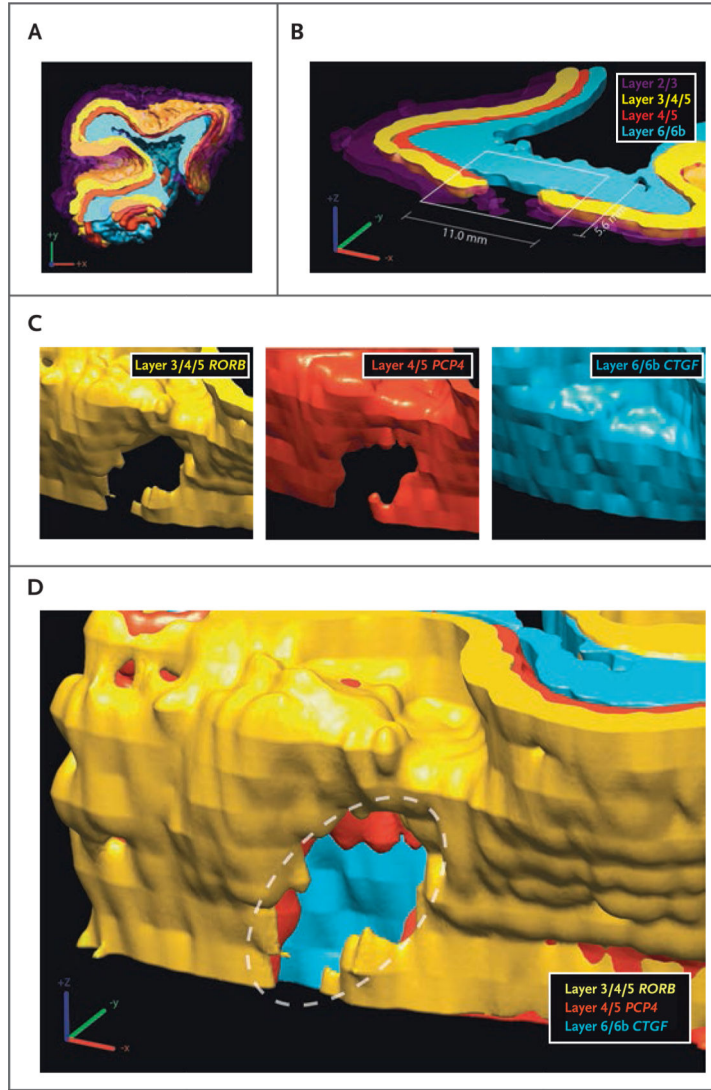 A
+y
+x
B
Layer 2/3
Layer 3/4/5
Layer 4/5
Layer 6/6b
+Z
-y
-x
11.0 mm
5.6 mm
C
Layer 3/4/5 RORB
Layer 4/5 PCP4
Layer 6/6b CTGF
D
+Z
-y
-x
Layer 3/4/5 RORB
Layer 4/5 PCP4
Layer 6/6b CTGF